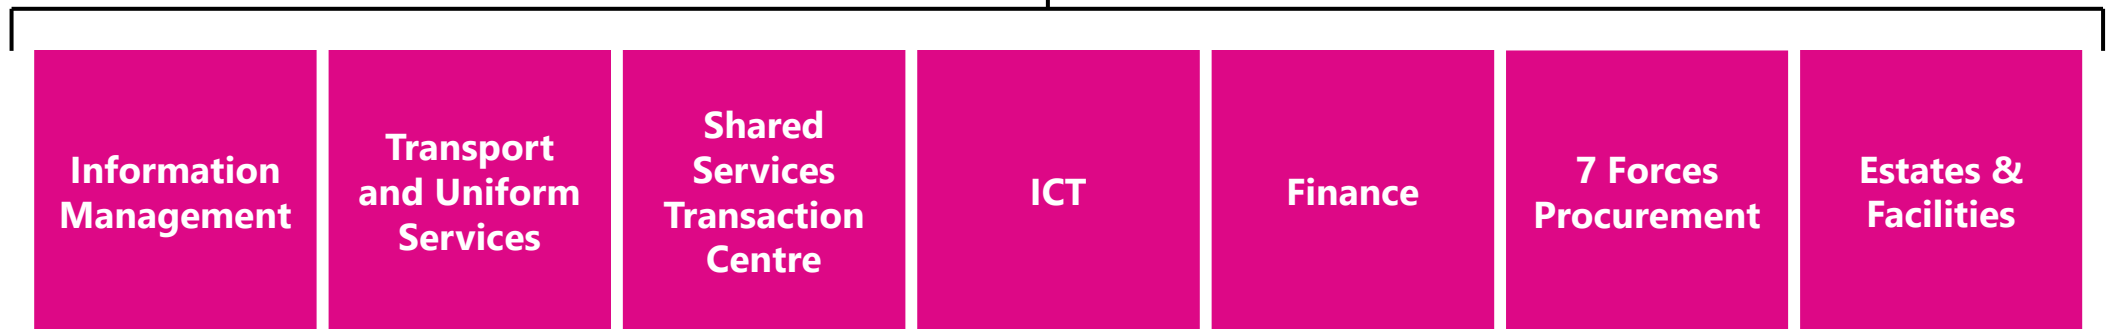 Information
Management
Transport
and Uniform
Services
Shared
Services
Transaction
Centre
ICT
Finance
7 Forces
Procurement
Estates &
Facilities